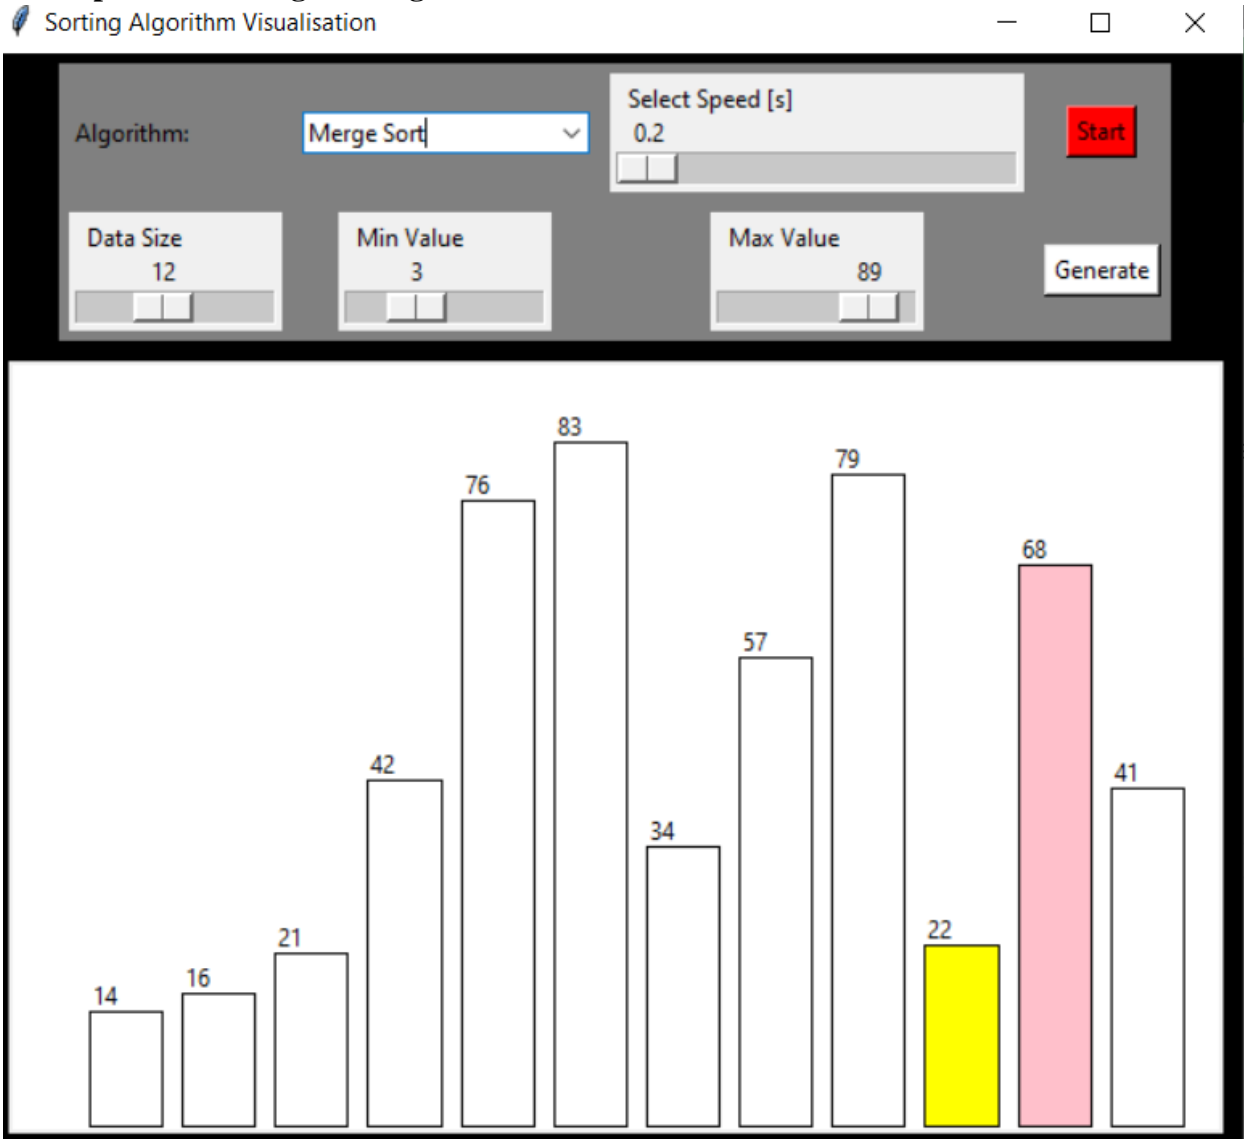 Sorting Algorithm Visualisation
Algorithm:
Merge Sort
Select Speed [s]
0.2
Start
Data Size
12
Min Value
3
Max Value
89
Generate
83
79
76
68
57
42
41
34
22
21
16
14